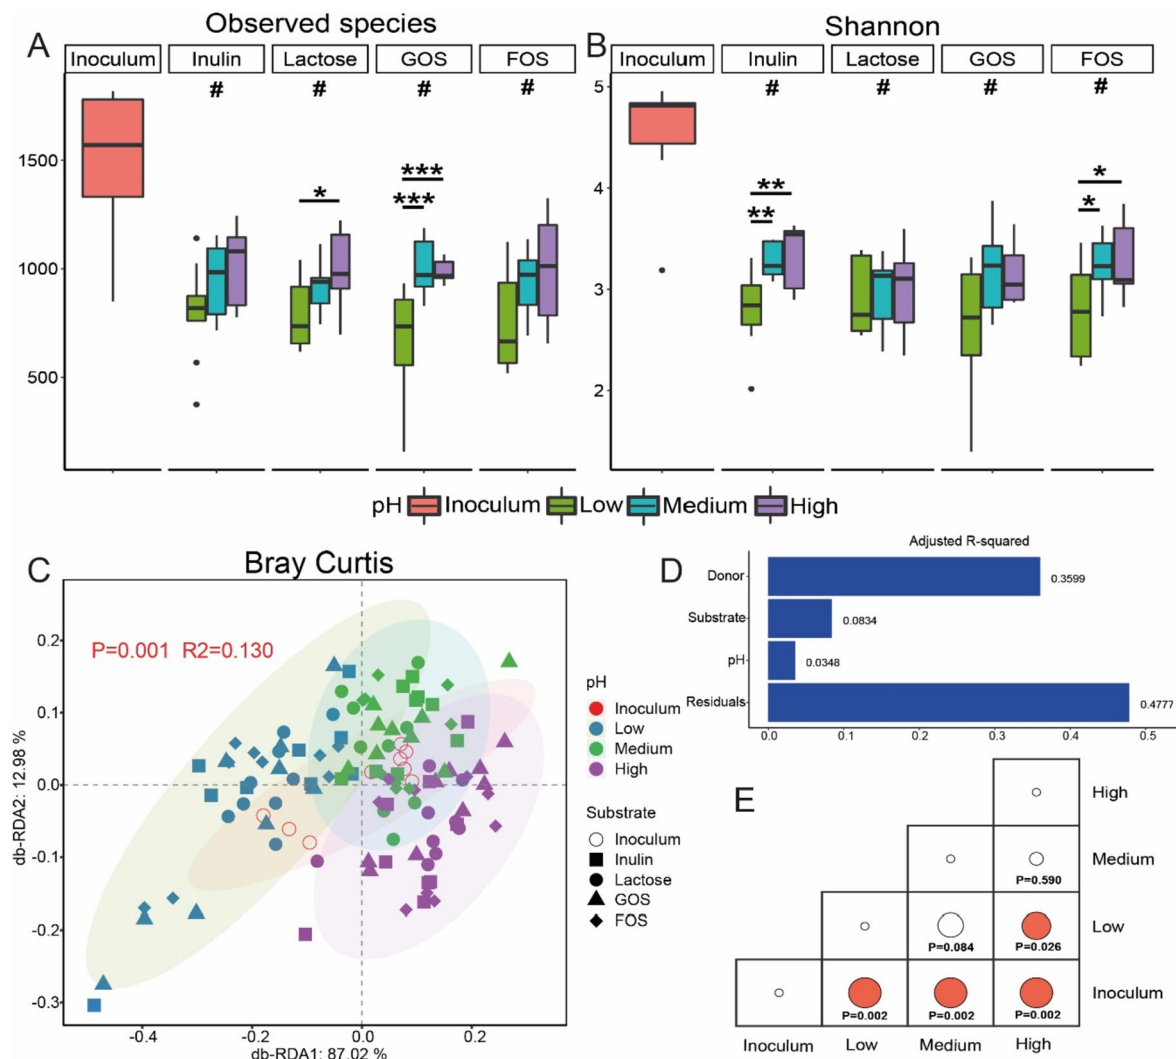 A
Observed species
Inoculum
Inulin
Lactose
GOS
FOS
#
#
#
#
1500
1000
500
*
***
***
B
Shannon
Inoculum
Inulin
Lactose
GOS
FOS
#
#
#
#
5
4
3
2
**
**
*
*
pH Inoculum Low Medium High
C
Bray Curtis
P=0.001 R2=0.130
0.2
0.1
0.0
-0.1
-0.2
-0.3
db-RDA2: 12.98 %
-0.4
-0.2
0.0
0.2
db-RDA1: 87.02 %
pH
Inoculum
Low
Medium
High
Substrate
Inoculum
Inulin
Lactose
GOS
FOS
D
Adjusted R-squared
Donor
0.3599
Substrate
0.0834
pH
0.0348
Residuals
0.4777
0.0
0.1
0.2
0.3
0.4
0.5
E
High
Medium
P=0.590
Low
P=0.084
P=0.026
Inoculum
P=0.002
P=0.002
P=0.002
Inoculum
Low
Medium
High